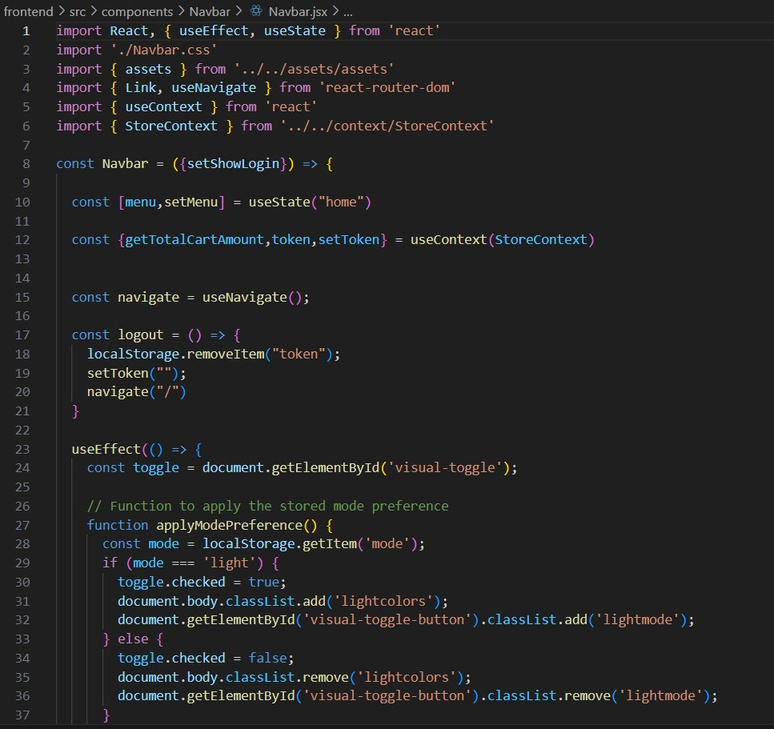 frontend > src > components > Navbar > Navbar.jsx > ...
1 import React, { useEffect, useState } from 'react'
2 import './Navbar.css'
3 import { assets } from '../../assets/assets'
4 import { Link, useNavigate } from 'react-router-dom'
5 import { useContext } from 'react'
6 import { StoreContext } from '../../context/StoreContext'
7
8 const Navbar = ({setShowLogin}) => {
9
10 const [menu,setMenu] = useState("home")
11
12 const {getTotalCartAmount,token,setToken} = useContext(StoreContext)
13
14
15 const navigate = useNavigate();
16
17 const logout = () => {
18 localStorage.removeItem("token");
19 setToken("");
20 navigate("/")
21 }
22
23 useEffect(() => {
24 const toggle = document.getElementById('visual-toggle');
25
26 // Function to apply the stored mode preference
27 function applyModePreference() {
28 const mode = localStorage.getItem('mode');
29 if (mode === 'light') {
30 toggle.checked = true;
31 document.body.classList.add('lightcolors');
32 document.getElementById('visual-toggle-button').classList.add('lightmode');
33 } else {
34 toggle.checked = false;
35 document.body.classList.remove('lightcolors');
36 document.getElementById('visual-toggle-button').classList.remove('lightmode');
37 }